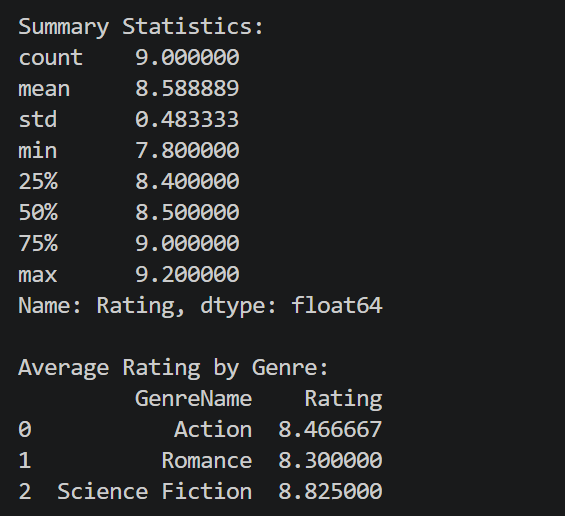 Summary Statistics:
count    9.000000
mean     8.588889
std      0.483333
min      7.800000
25%      8.400000
50%      8.500000
75%      9.000000
max      9.200000
Name: Rating, dtype: float64

Average Rating by Genre:
         GenreName    Rating
0           Action  8.466667
1          Romance  8.300000
2  Science Fiction  8.825000